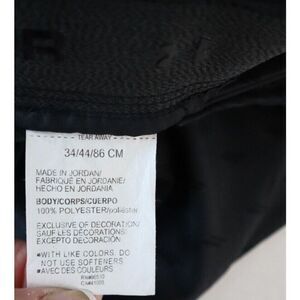 TEAR AWAY
34/44/86 CM
MADE IN JORDAN/
FABRIQUÉ EN JORDANIE/
HECHO EN JORDANIA
BODY/CORPS/CUERPO
100% POLYESTER/poliéster
EXCLUSIVE OF DECORATION/
SAUF LES DÉCORATIONS/
EXCEPTO DECORACIÓN
*WITH LIKE COLORS. DO
NOT USE SOFTENERS
*AVEC DES COULEURS